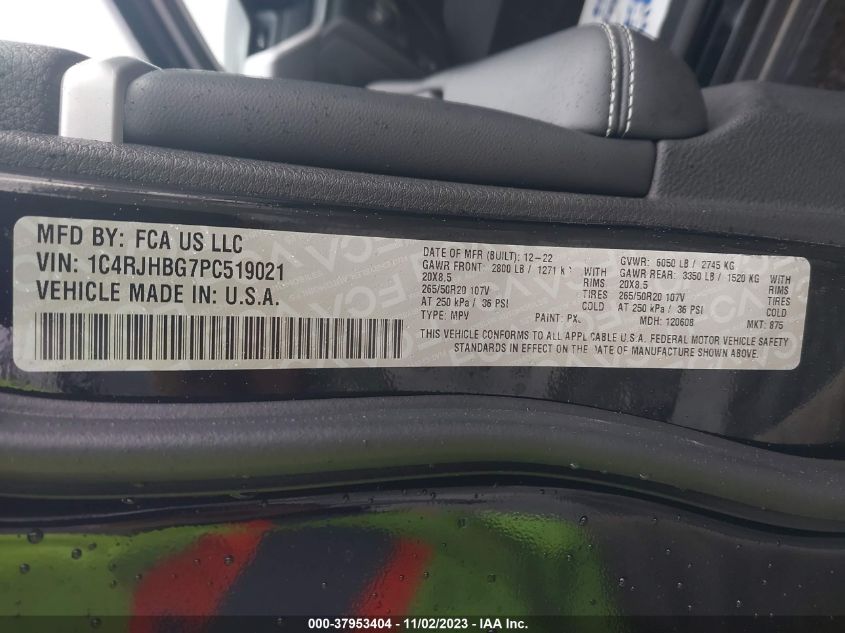 MFD BY: FCA US LLC
VIN: 1C4RJHBG7PC519021
VEHICLE MADE IN: U.S.A.
DATE OF MFR (BUILT): 12-22 GVWR: 6050 LB / 2745 KG
GAWR FRONT: 2800 LB / 1271 K WITH GAWR REAR: 3350 LB / 1520 KG WITH
20X8.5 RIMS 20X8.5 RIMS
265/50R20 107V TIRES 265/50R20 107V TIRES
AT 250 kPa / 36 PSI COLD AT 250 kPa / 36 PSI COLD
TYPE: MPV PAINT: MDH: 120608 MKT: 875
THIS VEHICLE CONFORMS TO ALL APPLICABLE U.S.A. FEDERAL MOTOR VEHICLE SAFETY
STANDARDS IN EFFECT ON THE DATE OF MANUFACTURE SHOWN ABOVE.
000-37953404 - 11/02/2023 - IAA Inc.